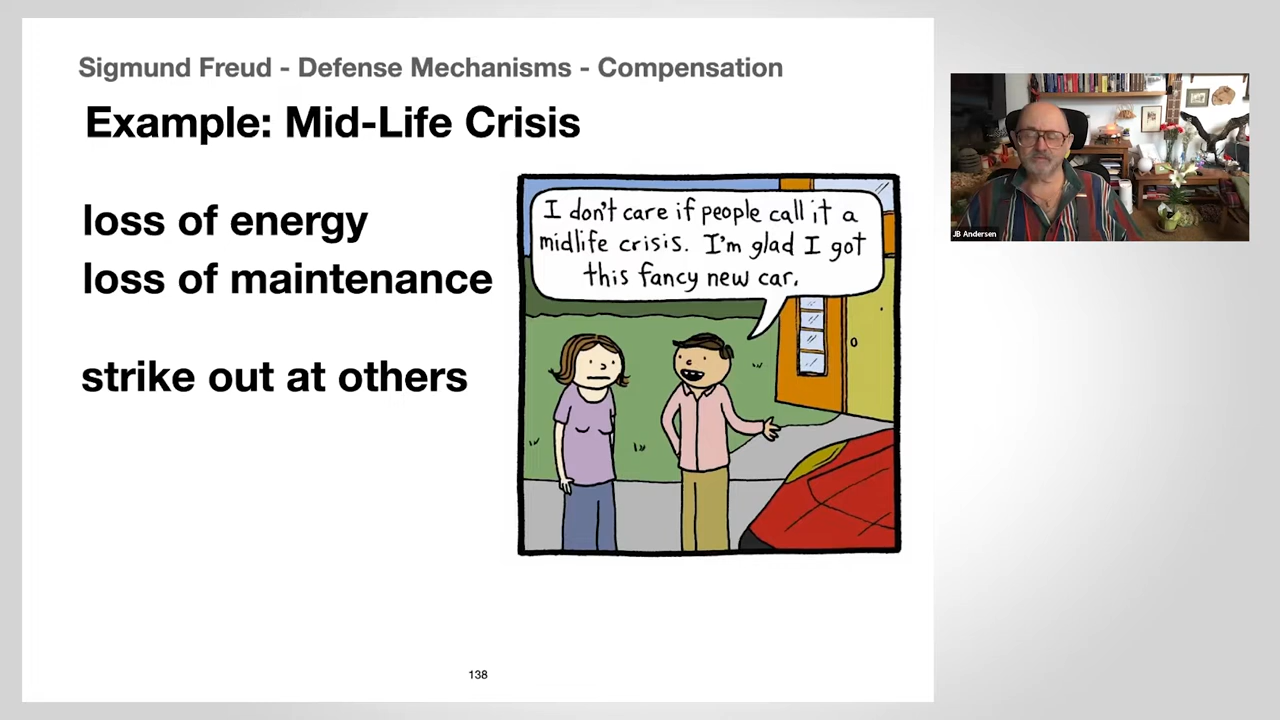 Sigmund Freud - Defense Mechanisms - Compensation
Example: Mid-Life Crisis
loss of energy
loss of maintenance
strike out at others
I don't care if people call it a
midlife crisis. I'm glad I got
this fancy new car.
138
JB Andersen